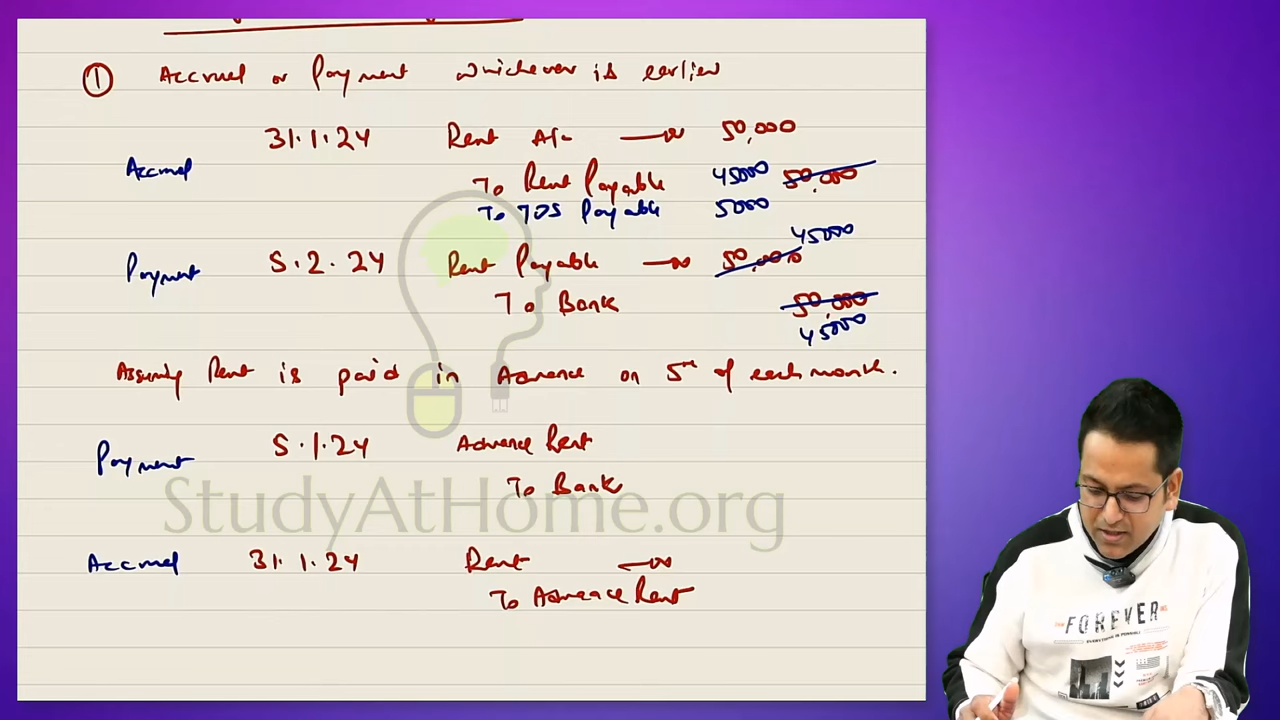 ① Accrual or Payment whichever is earlier
31.1.24 Rent A/c → 50,000
Accrual
To Rent Payable 45000 50,000
To TDS Payable 5000
45000
Payment 5.2.24 Rent Payable → 50,000
To Bank 50,000
45000
Assuming Rent is paid in Advance on 5th of each month.
Payment 5.1.24 Advance Rent
To Bank
StudyAtHome.org
Accrual 31.1.24 Rent
To Advance Rent
FOREVER